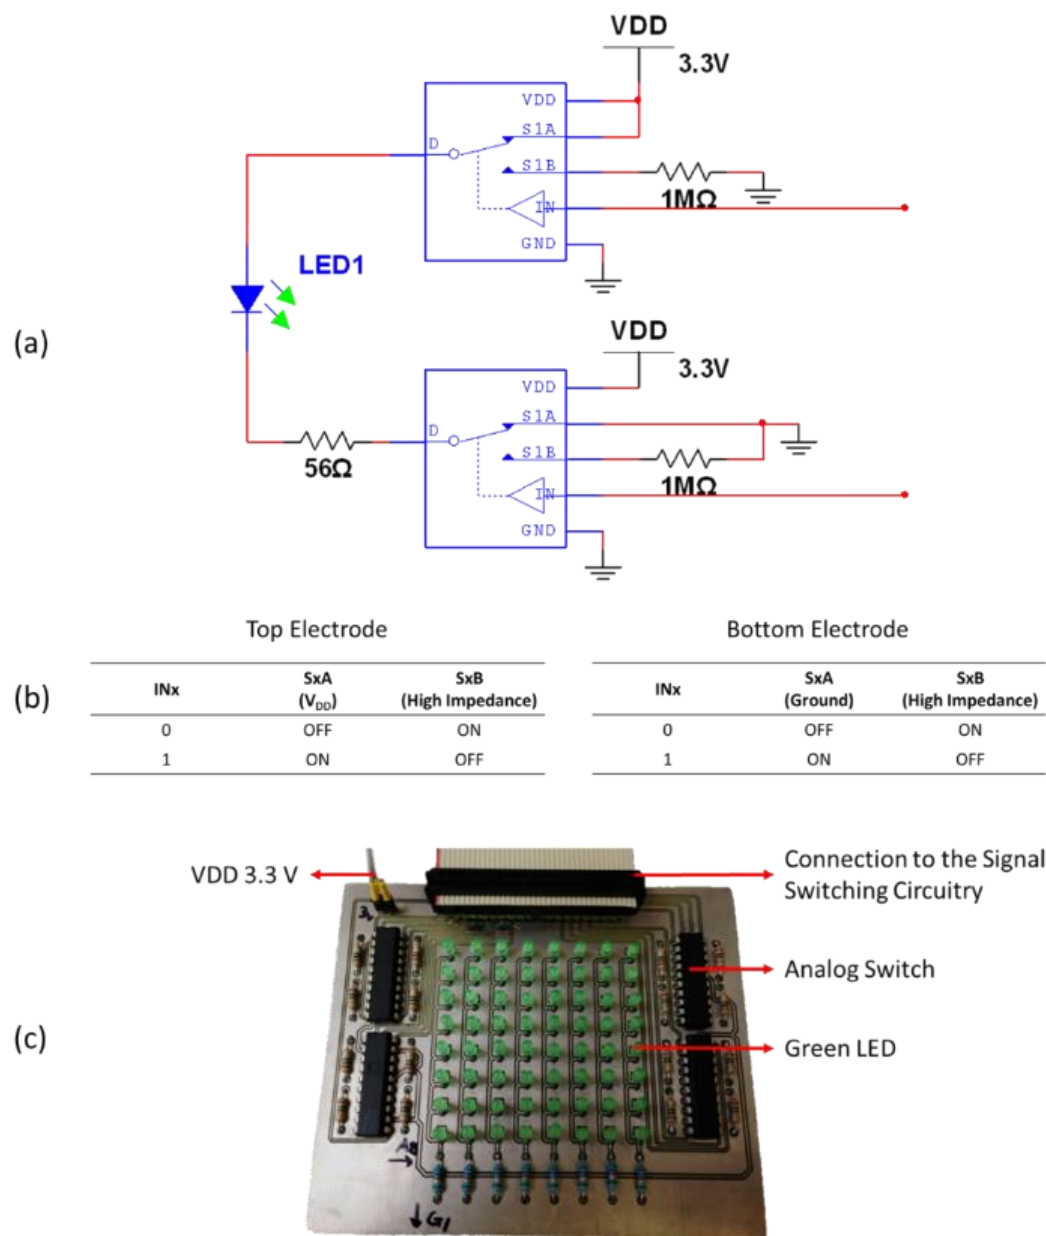 VDD
3.3V
VDD
S1A
D
S1B
1MΩ
IN
GND
LED1
(a)
VDD
3.3V
VDD
S1A
D
S1B
56Ω
1MΩ
IN
GND
Top Electrode
Bottom Electrode
(b)
INx SxA (VDD) SxB (High Impedance)
0 OFF ON
1 ON OFF
INx SxA (Ground) SxB (High Impedance)
0 OFF ON
1 ON OFF
(c)
VDD 3.3 V
Connection to the Signal
Switching Circuitry
Analog Switch
Green LED
G1